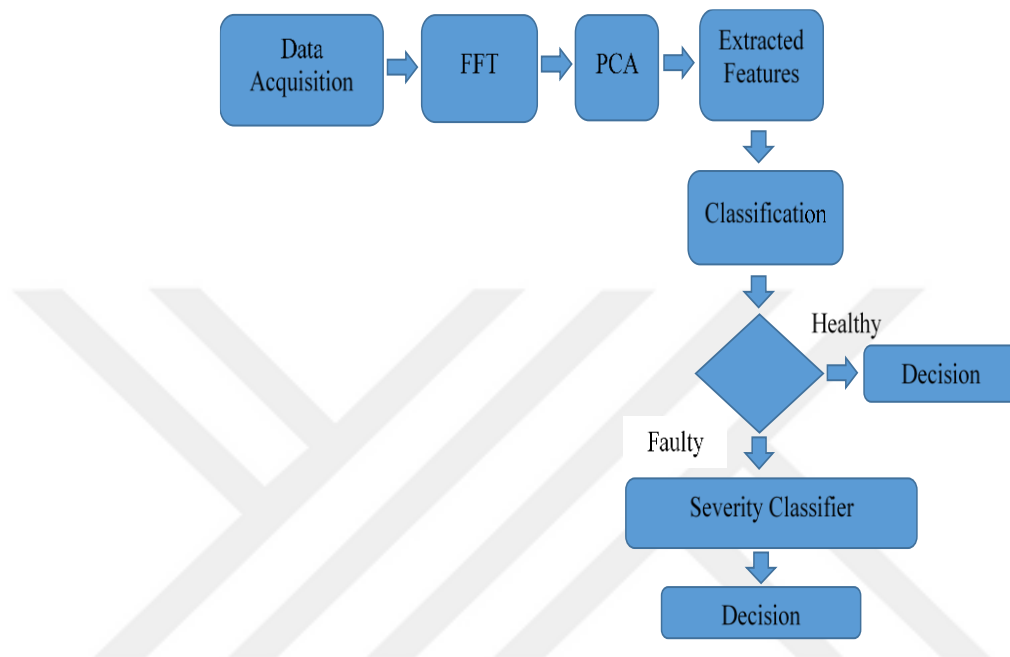 Data
Acquisition
FFT
PCA
Extracted
Features
Classification
Healthy
Decision
Faulty
Severity Classifier
Decision